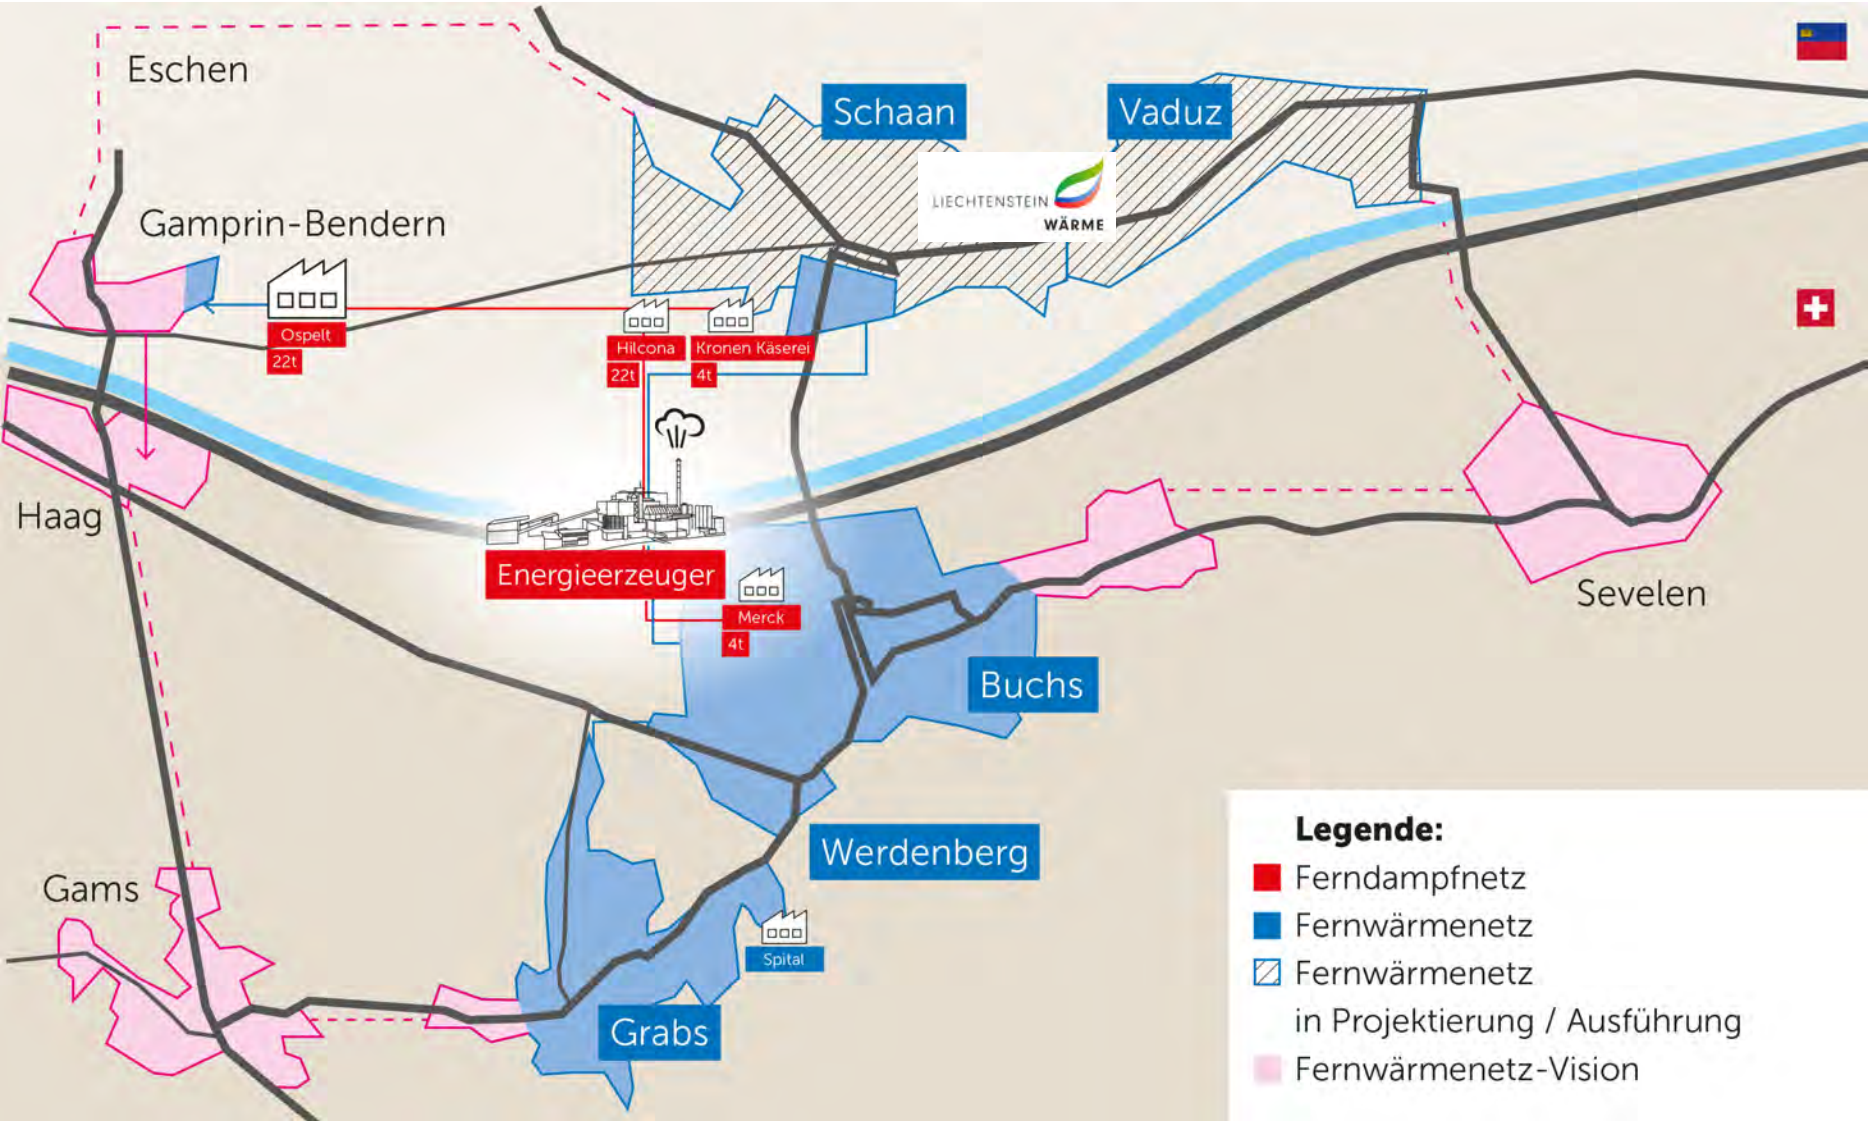 Eschen
Schaan
Vaduz
LIECHTENSTEIN
WÄRME
Gamprin-Bendern
Ospelt
22t
Hilcona
22t
Kronen Käserei
4t
Haag
Energieerzeuger
Merck
4t
Sevelen
Buchs
Werdenberg
Gams
Spital
Grabs
Legende:
Ferndampfnetz
Fernwärmenetz
Fernwärmenetz
in Projektierung / Ausführung
Fernwärmenetz-Vision